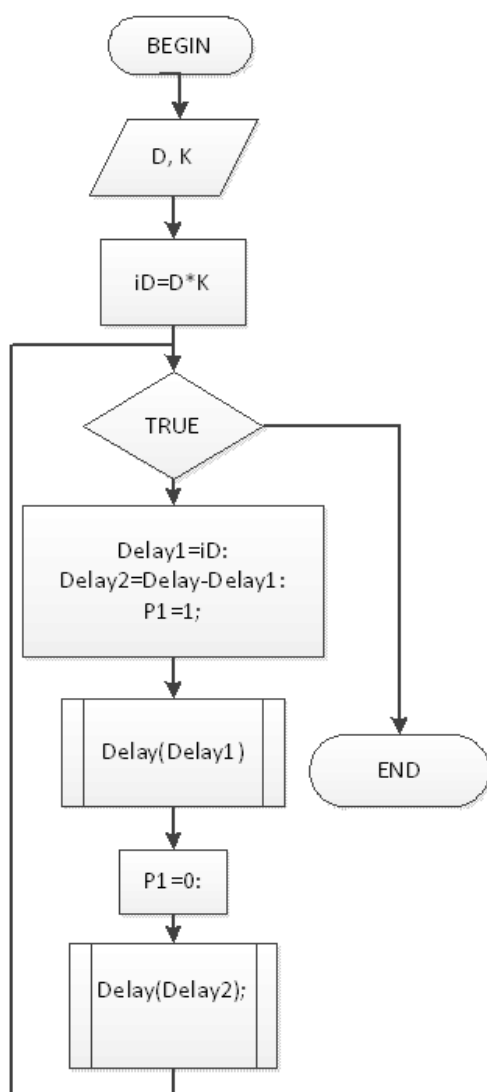 BEGIN
D, K
iD=D*K
TRUE
Delay1=iD:
Delay2=Delay-Delay1:
P1=1;
Delay(Delay1)
END
P1=0:
Delay(Delay2);